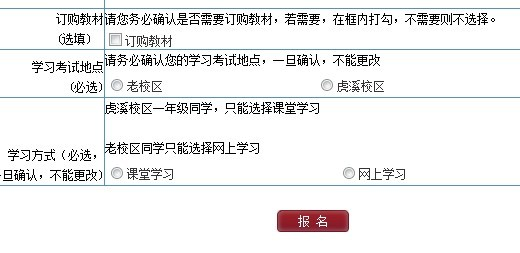 订购教材 请您务必确认是否需要订购教材，若需要，在框内打勾，不需要则不选择。
(选填) 订购教材
学习考试地点 请务必确认您的学习考试地点，一旦确认，不能更改
(必选) 老校区 虎溪校区
虎溪校区一年级同学，只能选择课堂学习
学习方式（必选， 老校区同学只能选择网上学习
一旦确认，不能更改) 课堂学习 网上学习
报 名